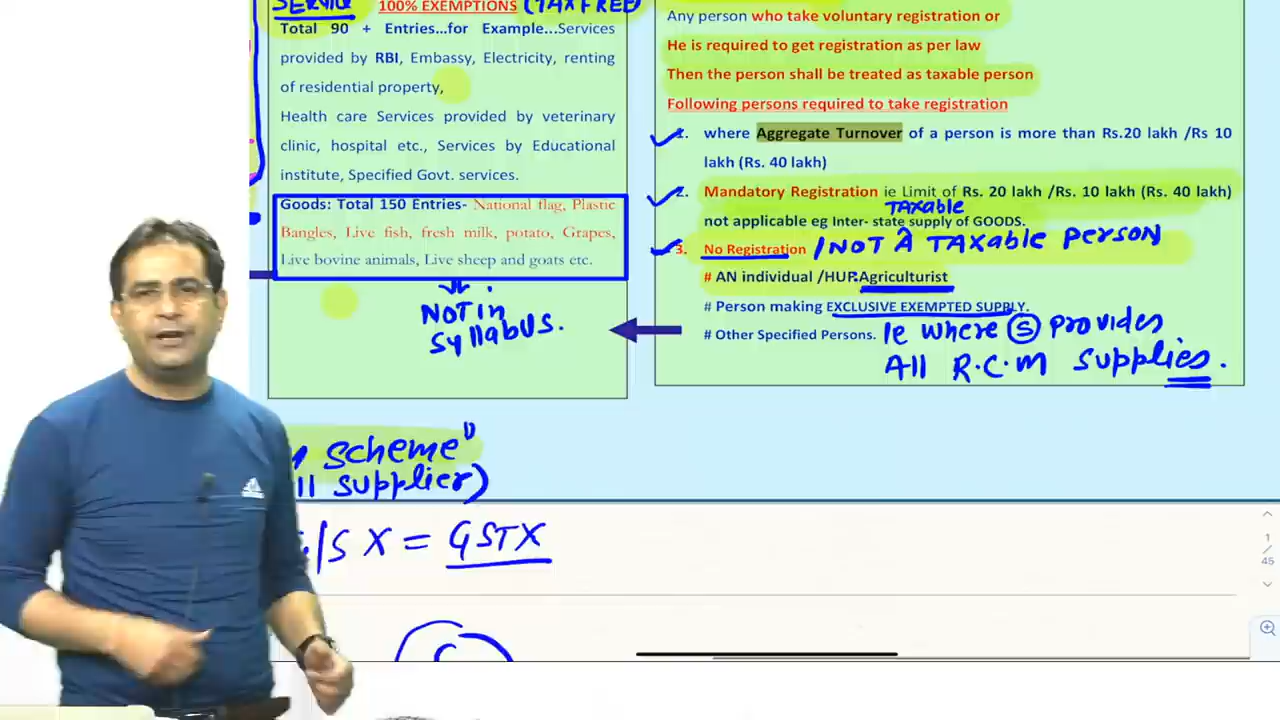 SERVICE 100% EXEMPTIONS (TAX FREE)
Total 90 + Entries...for Example...Services
provided by RBI, Embassy, Electricity, renting
of residential property,
Health care Services provided by veterinary
clinic, hospital etc., Services by Educational
institute, Specified Govt. services.
Goods: Total 150 Entries- National flag, Plastic
Bangles, Live fish, fresh milk, potato, Grapes,
Live bovine animals, Live sheep and goats etc.
NOT in
syllabus.
Any person who take voluntary registration or
He is required to get registration as per law
Then the person shall be treated as taxable person
Following persons required to take registration
1. where Aggregate Turnover of a person is more than Rs.20 lakh /Rs 10
lakh (Rs. 40 lakh)
2. Mandatory Registration ie Limit of Rs. 20 lakh /Rs. 10 lakh (Rs. 40 lakh)
TAXable
not applicable eg Inter- state supply of GOODS.
3. No Registration /NOT A TAXable person
# AN individual /HUF Agriculturist
# Person making EXCLUSIVE EXEMPTED SUPPLY.
# Other Specified Persons. Ie where (S) provides
All R.C.M supplies.
scheme"
supplier)
/S X = GSTX
1
/
45